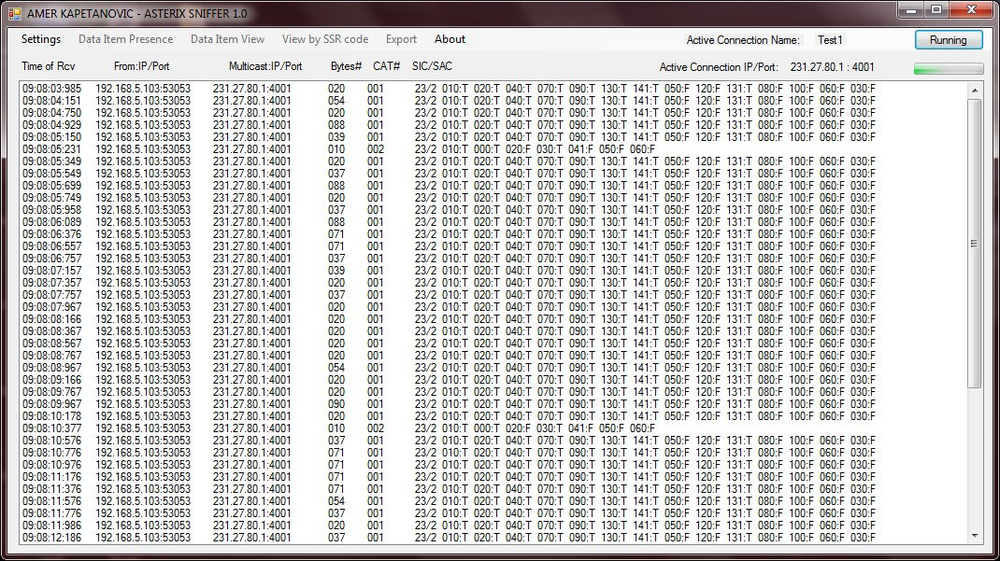 AMER KAPETANOVIC - ASTERIX SNIFFER 1.0
Settings Data Item Presence Data Item View View by SSR code Export About Active Connection Name: Test1 Running
Time of Rcv From:IP/Port Multicast:IP/Port Bytes# CAT# SIC/SAC Active Connection IP/Port: 231.27.80.1 : 4001
09:08:03:985 192.168.5.103:53053 231.27.80.1:4001 020 001 23/2 010:T 020:T 040:T 070:T 090:T 130:T 141:T 050:F 120:F 131:T 080:F 100:F 060:F 030:F
09:08:04:151 192.168.5.103:53053 231.27.80.1:4001 054 001 23/2 010:T 020:T 040:T 070:T 090:T 130:T 141:T 050:F 120:F 131:T 080:F 100:F 060:F 030:F
09:08:04:750 192.168.5.103:53053 231.27.80.1:4001 020 001 23/2 010:T 020:T 040:T 070:T 090:T 130:T 141:T 050:F 120:F 131:T 080:F 100:F 060:F 030:F
09:08:04:929 192.168.5.103:53053 231.27.80.1:4001 088 001 23/2 010:T 020:T 040:T 070:T 090:T 130:T 141:T 050:F 120:F 131:T 080:F 100:F 060:F 030:F
09:08:05:150 192.168.5.103:53053 231.27.80.1:4001 039 001 23/2 010:T 020:T 040:T 070:T 090:T 130:T 141:T 050:F 120:F 131:T 080:F 100:F 060:F 030:F
09:08:05:231 192.168.5.103:53053 231.27.80.1:4001 010 002 23/2 010:T 000:T 020:F 030:T 041:F 050:F 060:F
09:08:05:349 192.168.5.103:53053 231.27.80.1:4001 020 001 23/2 010:T 020:T 040:T 070:T 090:T 130:T 141:T 050:F 120:F 131:T 080:F 100:F 060:F 030:F
09:08:05:549 192.168.5.103:53053 231.27.80.1:4001 037 001 23/2 010:T 020:T 040:T 070:T 090:T 130:T 141:T 050:F 120:F 131:T 080:F 100:F 060:F 030:F
09:08:05:699 192.168.5.103:53053 231.27.80.1:4001 088 001 23/2 010:T 020:T 040:T 070:T 090:T 130:T 141:T 050:F 120:F 131:T 080:F 100:F 060:F 030:F
09:08:05:749 192.168.5.103:53053 231.27.80.1:4001 020 001 23/2 010:T 020:T 040:T 070:T 090:T 130:T 141:T 050:F 120:F 131:T 080:F 100:F 060:F 030:F
09:08:05:958 192.168.5.103:53053 231.27.80.1:4001 037 001 23/2 010:T 020:T 040:T 070:T 090:T 130:T 141:T 050:F 120:F 131:T 080:F 100:F 060:F 030:F
09:08:06:089 192.168.5.103:53053 231.27.80.1:4001 088 001 23/2 010:T 020:T 040:T 070:T 090:T 130:T 141:T 050:F 120:F 131:T 080:F 100:F 060:F 030:F
09:08:06:376 192.168.5.103:53053 231.27.80.1:4001 071 001 23/2 010:T 020:T 040:T 070:T 090:T 130:T 141:T 050:F 120:F 131:T 080:F 100:F 060:F 030:F
09:08:06:557 192.168.5.103:53053 231.27.80.1:4001 071 001 23/2 010:T 020:T 040:T 070:T 090:T 130:T 141:T 050:F 120:F 131:T 080:F 100:F 060:F 030:F
09:08:06:757 192.168.5.103:53053 231.27.80.1:4001 037 001 23/2 010:T 020:T 040:T 070:T 090:T 130:T 141:T 050:F 120:F 131:T 080:F 100:F 060:F 030:F
09:08:07:157 192.168.5.103:53053 231.27.80.1:4001 039 001 23/2 010:T 020:T 040:T 070:T 090:T 130:T 141:T 050:F 120:F 131:T 080:F 100:F 060:F 030:F
09:08:07:357 192.168.5.103:53053 231.27.80.1:4001 020 001 23/2 010:T 020:T 040:T 070:T 090:T 130:T 141:T 050:F 120:F 131:T 080:F 100:F 060:F 030:F
09:08:07:757 192.168.5.103:53053 231.27.80.1:4001 037 001 23/2 010:T 020:T 040:T 070:T 090:T 130:T 141:T 050:F 120:F 131:T 080:F 100:F 060:F 030:F
09:08:07:967 192.168.5.103:53053 231.27.80.1:4001 020 001 23/2 010:T 020:T 040:T 070:T 090:T 130:T 141:T 050:F 120:F 131:T 080:F 100:F 060:F 030:F
09:08:08:166 192.168.5.103:53053 231.27.80.1:4001 020 001 23/2 010:T 020:T 040:T 070:T 090:T 130:T 141:T 050:F 120:F 131:T 080:F 100:F 060:F 030:F
09:08:08:367 192.168.5.103:53053 231.27.80.1:4001 020 001 23/2 010:T 020:T 040:T 070:T 090:T 130:T 141:T 050:F 120:F 131:T 080:F 100:F 060:F 030:F
09:08:08:567 192.168.5.103:53053 231.27.80.1:4001 020 001 23/2 010:T 020:T 040:T 070:T 090:T 130:T 141:T 050:F 120:F 131:T 080:F 100:F 060:F 030:F
09:08:08:767 192.168.5.103:53053 231.27.80.1:4001 020 001 23/2 010:T 020:T 040:T 070:T 090:T 130:T 141:T 050:F 120:F 131:T 080:F 100:F 060:F 030:F
09:08:08:967 192.168.5.103:53053 231.27.80.1:4001 054 001 23/2 010:T 020:T 040:T 070:T 090:T 130:T 141:T 050:F 120:F 131:T 080:F 100:F 060:F 030:F
09:08:09:166 192.168.5.103:53053 231.27.80.1:4001 020 001 23/2 010:T 020:T 040:T 070:T 090:T 130:T 141:T 050:F 120:F 131:T 080:F 100:F 060:F 030:F
09:08:09:767 192.168.5.103:53053 231.27.80.1:4001 020 001 23/2 010:T 020:T 040:T 070:T 090:T 130:T 141:T 050:F 120:F 131:T 080:F 100:F 060:F 030:F
09:08:09:967 192.168.5.103:53053 231.27.80.1:4001 090 001 23/2 010:T 020:T 040:T 070:T 090:T 130:T 141:T 050:F 120:F 131:T 080:F 100:F 060:F 030:F
09:08:10:178 192.168.5.103:53053 231.27.80.1:4001 020 001 23/2 010:T 020:T 040:T 070:T 090:T 130:T 141:T 050:F 120:F 131:T 080:F 100:F 060:F 030:F
09:08:10:377 192.168.5.103:53053 231.27.80.1:4001 010 002 23/2 010:T 000:T 020:F 030:T 041:F 050:F 060:F
09:08:10:576 192.168.5.103:53053 231.27.80.1:4001 037 001 23/2 010:T 020:T 040:T 070:T 090:T 130:T 141:T 050:F 120:F 131:T 080:F 100:F 060:F 030:F
09:08:10:776 192.168.5.103:53053 231.27.80.1:4001 071 001 23/2 010:T 020:T 040:T 070:T 090:T 130:T 141:T 050:F 120:F 131:T 080:F 100:F 060:F 030:F
09:08:10:976 192.168.5.103:53053 231.27.80.1:4001 071 001 23/2 010:T 020:T 040:T 070:T 090:T 130:T 141:T 050:F 120:F 131:T 080:F 100:F 060:F 030:F
09:08:11:176 192.168.5.103:53053 231.27.80.1:4001 071 001 23/2 010:T 020:T 040:T 070:T 090:T 130:T 141:T 050:F 120:F 131:T 080:F 100:F 060:F 030:F
09:08:11:376 192.168.5.103:53053 231.27.80.1:4001 071 001 23/2 010:T 020:T 040:T 070:T 090:T 130:T 141:T 050:F 120:F 131:T 080:F 100:F 060:F 030:F
09:08:11:576 192.168.5.103:53053 231.27.80.1:4001 054 001 23/2 010:T 020:T 040:T 070:T 090:T 130:T 141:T 050:F 120:F 131:T 080:F 100:F 060:F 030:F
09:08:11:776 192.168.5.103:53053 231.27.80.1:4001 037 001 23/2 010:T 020:T 040:T 070:T 090:T 130:T 141:T 050:F 120:F 131:T 080:F 100:F 060:F 030:F
09:08:11:986 192.168.5.103:53053 231.27.80.1:4001 020 001 23/2 010:T 020:T 040:T 070:T 090:T 130:T 141:T 050:F 120:F 131:T 080:F 100:F 060:F 030:F
09:08:12:186 192.168.5.103:53053 231.27.80.1:4001 037 001 23/2 010:T 020:T 040:T 070:T 090:T 130:T 141:T 050:F 120:F 131:T 080:F 100:F 060:F 030:F